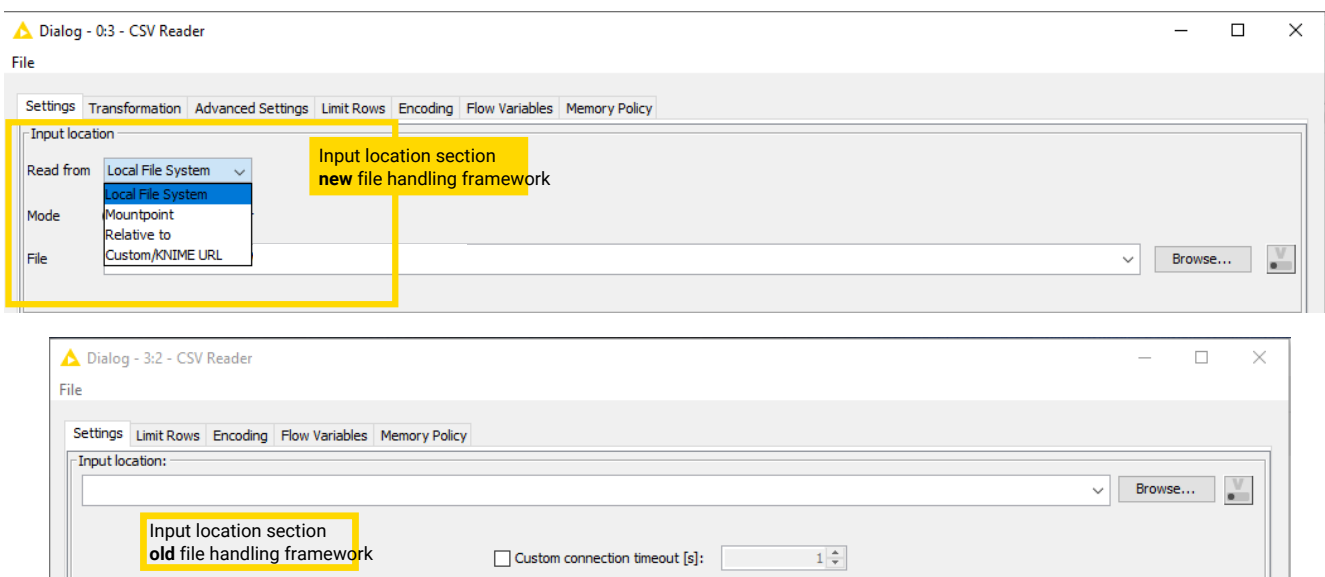 Dialog - 0:3 - CSV Reader
File
Settings Transformation Advanced Settings Limit Rows Encoding Flow Variables Memory Policy
Input location
Read from Local File System
Local File System
Mode Mountpoint
Relative to
File Custom/KNIME URL
Browse...
V
Input location section
new file handling framework
Dialog - 3:2 - CSV Reader
File
Settings Limit Rows Encoding Flow Variables Memory Policy
Input location:
Browse...
V
Input location section
old file handling framework
Custom connection timeout [s]: 1